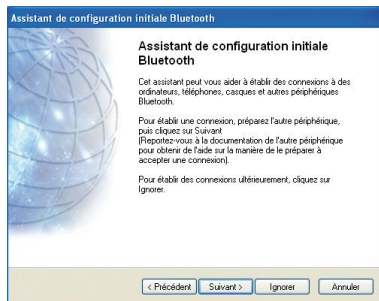 Assistant de configuration initiale Bluetooth
Assistant de configuration initiale
Bluetooth
Cet assistant peut vous aider à établir des connexions à des
ordinateurs, téléphones, casques et autres périphériques
Bluetooth.
Pour établir une connexion, préparez l'autre périphérique,
puis cliquez sur Suivant
(Reportez-vous à la documentation de l'autre périphérique
pour obtenir de l'aide sur la manière de le préparer à
accepter une connexion).
Pour établir des connexions ultérieurement, cliquez sur
Ignorer.
< Précédent Suivant > Ignorer Annuler